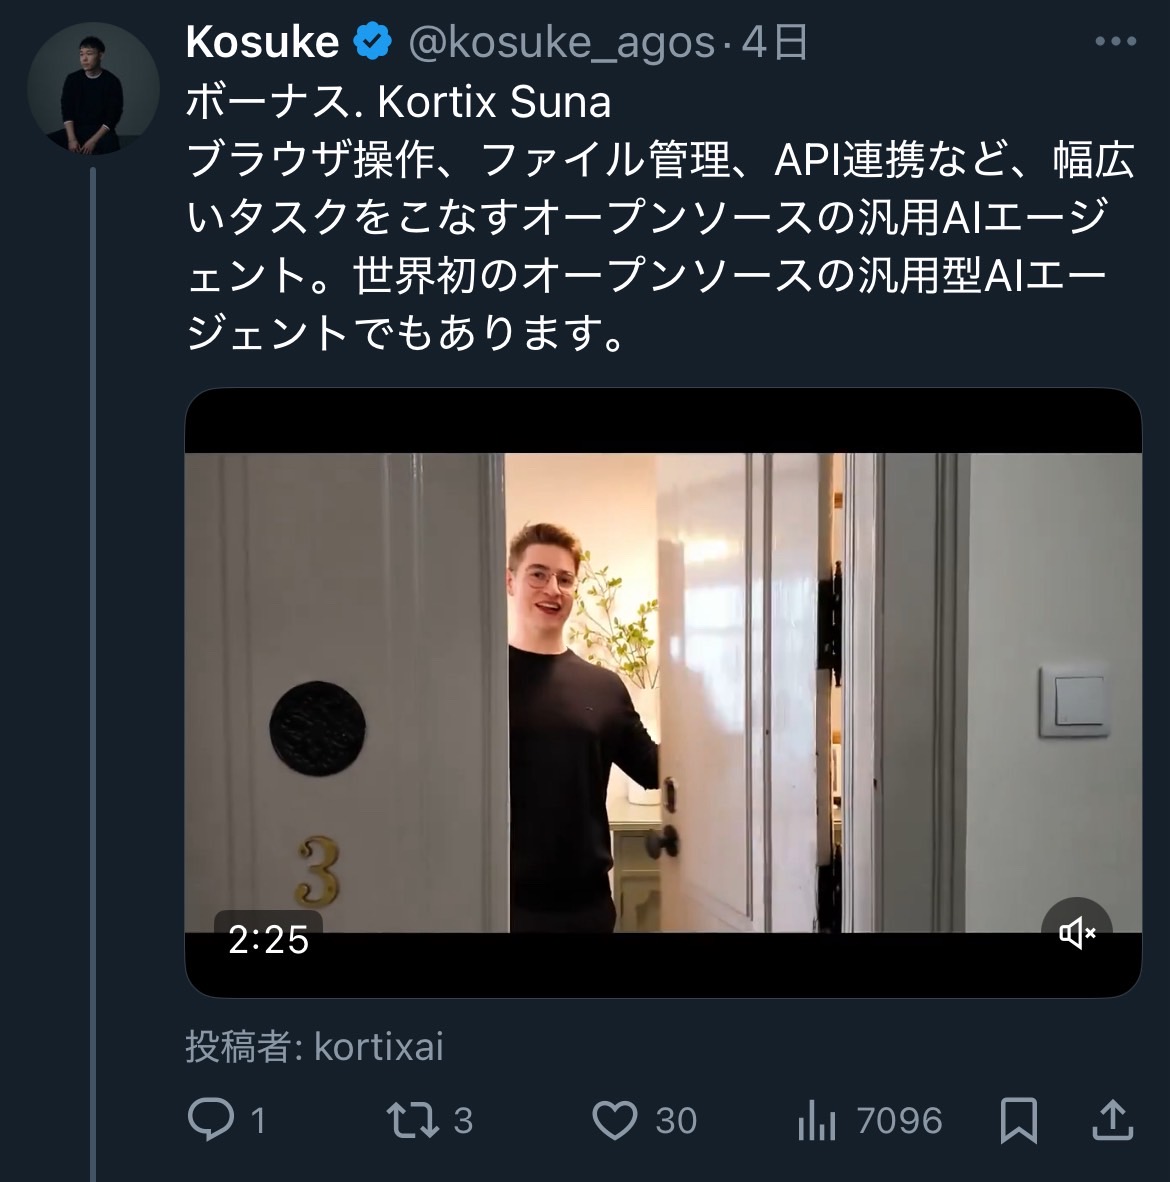 Kosuke @kosuke_agos · 4日
ボーナス. Kortix Suna
ブラウザ操作、ファイル管理、API連携など、幅広
いタスクをこなすオープンソースの汎用AIエージ
ェント。世界初のオープンソースの汎用型AIエー
ジェントでもあります。
3
2:25
投稿者: kortixai
1 3 30 7096